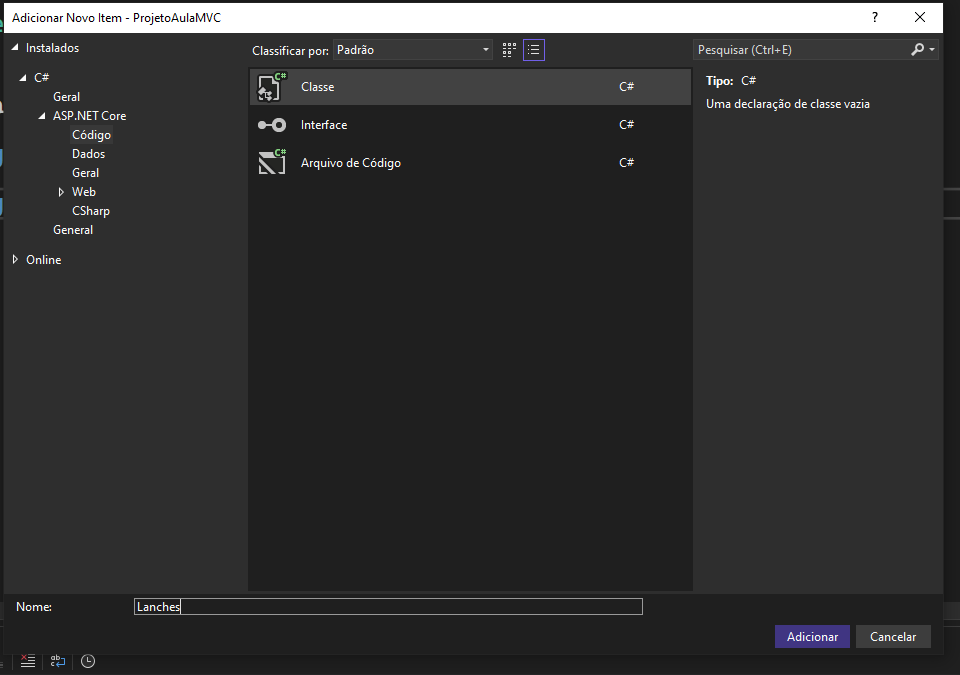 Adicionar Novo Item - ProjetoAulaMVC
?
Instalados
C#
Geral
ASP.NET Core
Código
Dados
Geral
Web
CSharp
General
Online
Classificar por: Padrão
Classe C#
Interface C#
Arquivo de Código C#
Pesquisar (Ctrl+E)
Tipo: C#
Uma declaração de classe vazia
Nome: Lanches
Adicionar Cancelar